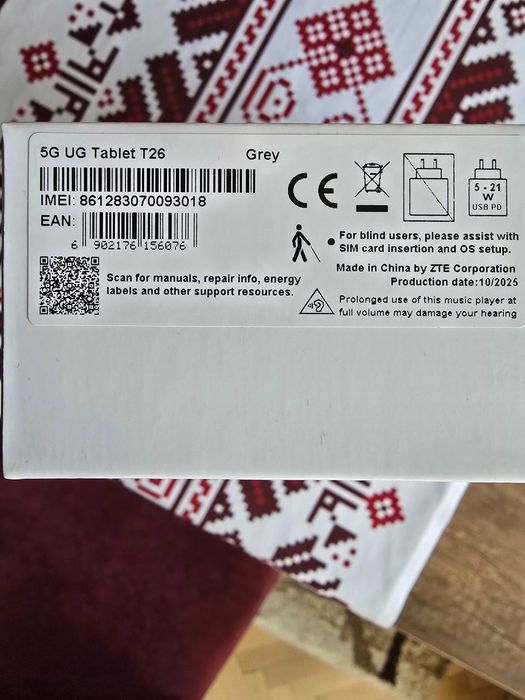 5G UG Tablet T26 Grey
IMEI: 861283070093018
EAN:
6 902176 156076
Scan for manuals, repair info, energy
labels and other support resources.
CE
5 - 21
W
USB PD
For blind users, please assist with
SIM card insertion and OS setup.
Made in China by ZTE Corporation
Production date:10/2025
Prolonged use of this music player at
full volume may damage your hearing